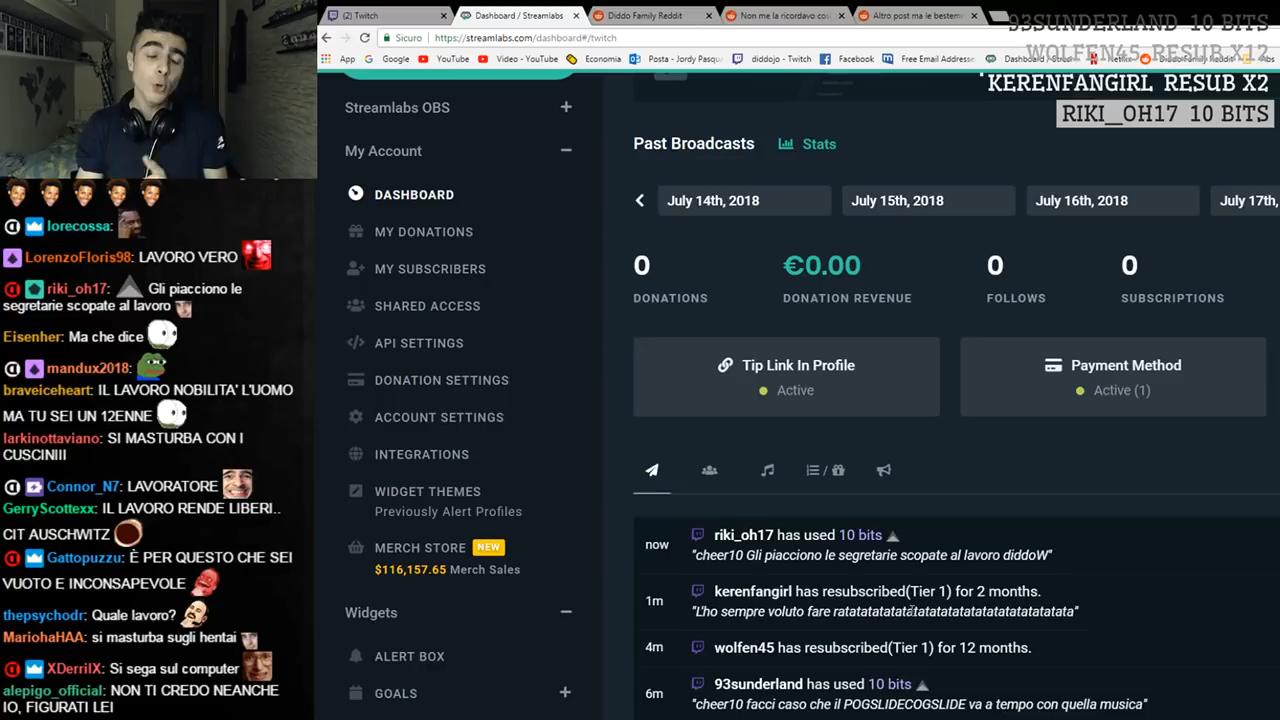 (2) Twitch
Dashboard / Streamlabs
Diddo Family Reddit
Non me la ricordavo cos
Altro post ma le bestem
Sicuro
https://streamlabs.com/dashboard#/twitch
App
Google
YouTube
Video - YouTube
Economia
Posta - Jordy Pasqua
diddojo - Twitch
Facebook
Free Email Addresse
Diddo Family Reddit
93SUNDERLAND 10 BITS
WOLFEN45 RESUB X12
KERENFANGIRL RESUB X2
RIKI_OH17 10 BITS
lorecossa:
LorenzoFloris98: LAVORO VERO
riki_oh17: Gli piacciono le
segretarie scopate al lavoro
Eisenher: Ma che dice
mandux2018:
braveiceheart: IL LAVORO NOBILITA' L'UOMO
MA TU SEI UN 12ENNE
larkinottaviano: SI MASTURBA CON I
CUSCINIII
Connor_N7: LAVORATORE
GerryScottexx: IL LAVORO RENDE LIBERI..
CIT AUSCHWITZ
Gattopuzzu: È PER QUESTO CHE SEI
VUOTO E INCONSAPEVOLE
thepsychodr: Quale lavoro?
MariohaHAA: si masturba sugli hentai
XDerrilX: Si sega sul computer
alepigo_official: NON TI CREDO NEANCHE
IO, FIGURATI LEI
Streamlabs OBS
My Account
DASHBOARD
MY DONATIONS
MY SUBSCRIBERS
SHARED ACCESS
API SETTINGS
DONATION SETTINGS
ACCOUNT SETTINGS
INTEGRATIONS
WIDGET THEMES
Previously Alert Profiles
MERCH STORE NEW
$116,157.65 Merch Sales
Widgets
ALERT BOX
GOALS
Past Broadcasts
Stats
July 14th, 2018
July 15th, 2018
July 16th, 2018
July 17th,
0
€0.00
0
0
DONATIONS
DONATION REVENUE
FOLLOWS
SUBSCRIPTIONS
Tip Link In Profile
Active
Payment Method
Active (1)
now
riki_oh17 has used 10 bits
"cheer10 Gli piacciono le segretarie scopate al lavoro diddoW"
1m
kerenfangirl has resubscribed(Tier 1) for 2 months.
4m
wolfen45 has resubscribed(Tier 1) for 12 months.
6m
93sunderland has used 10 bits
"cheer10 facci caso che il POGSLIDECOGSLIDE va a tempo con quella musica"